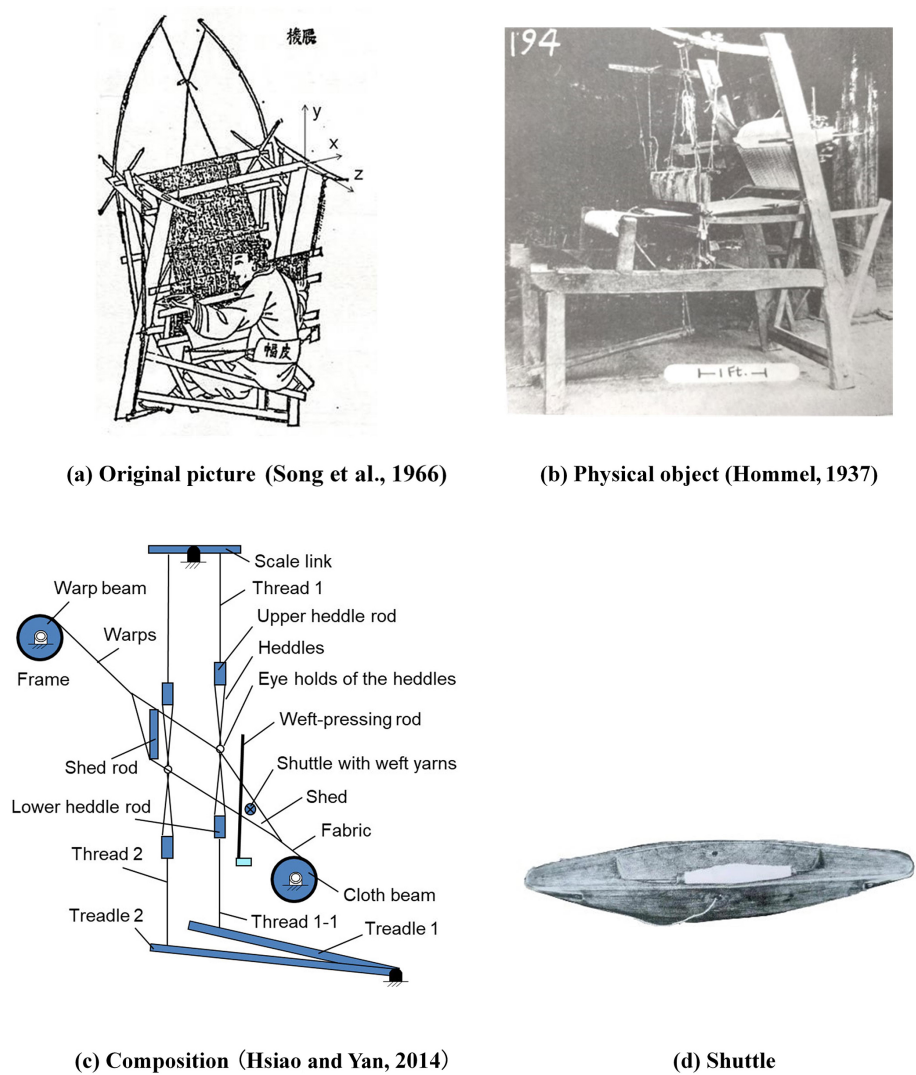 腰機
y
x
z
皮幅
194
1 Ft.
(a) Original picture (Song et al., 1966)
(b) Physical object (Hommel, 1937)
Scale link
Warp beam
Thread 1
Upper heddle rod
Warps
Heddles
Frame
Eye holds of the heddles
Weft-pressing rod
Shed rod
Shuttle with weft yarns
Lower heddle rod
Shed
Fabric
Thread 2
Cloth beam
Treadle 2
Thread 1-1
Treadle 1
(c) Composition（Hsiao and Yan, 2014）
(d) Shuttle